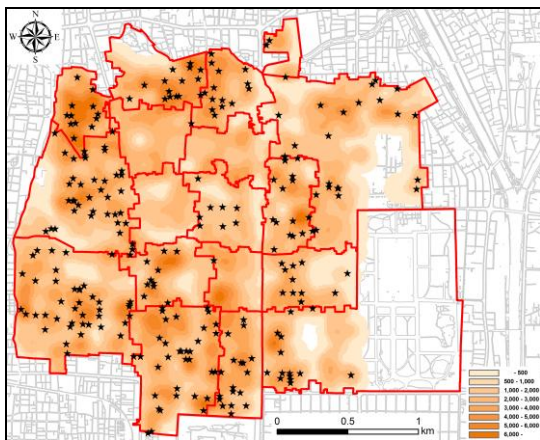 N
W
E
S
- 500
500 - 1,000
1,000 - 2,000
2,000 - 3,000
3,000 - 4,000
4,000 - 5,000
5,000 - 6,000
6,000 -
0 0.5 1
km